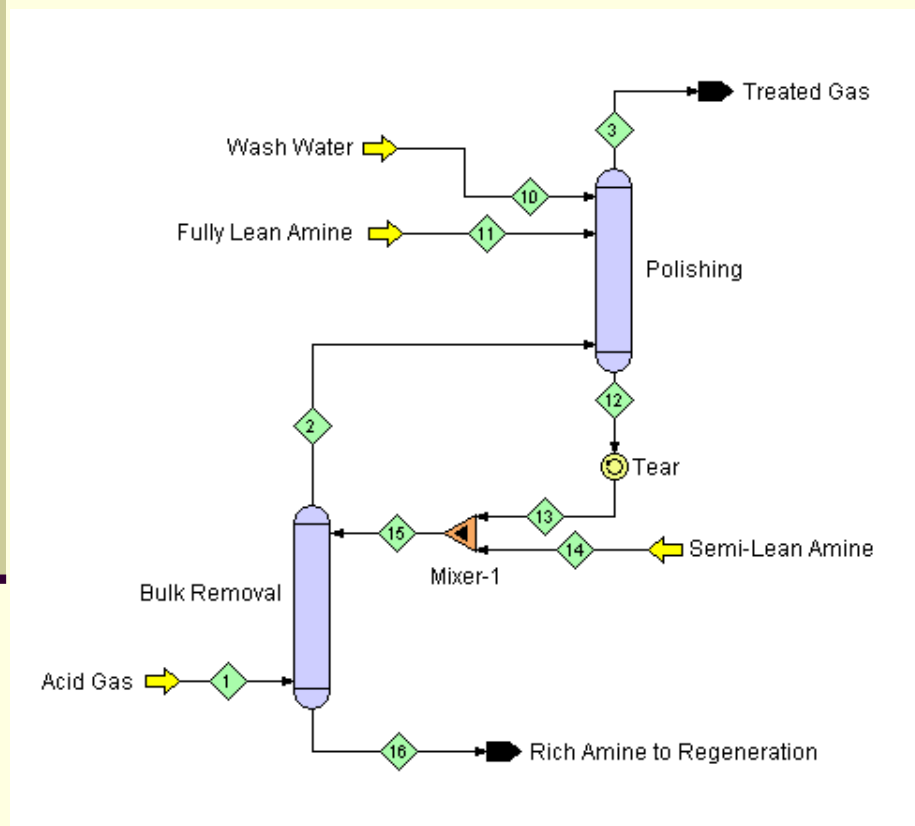 Treated Gas
3
Wash Water
10
Fully Lean Amine
11
Polishing
2
12
Tear
13
15
14
Semi-Lean Amine
Mixer-1
Bulk Removal
Acid Gas
1
16
Rich Amine to Regeneration